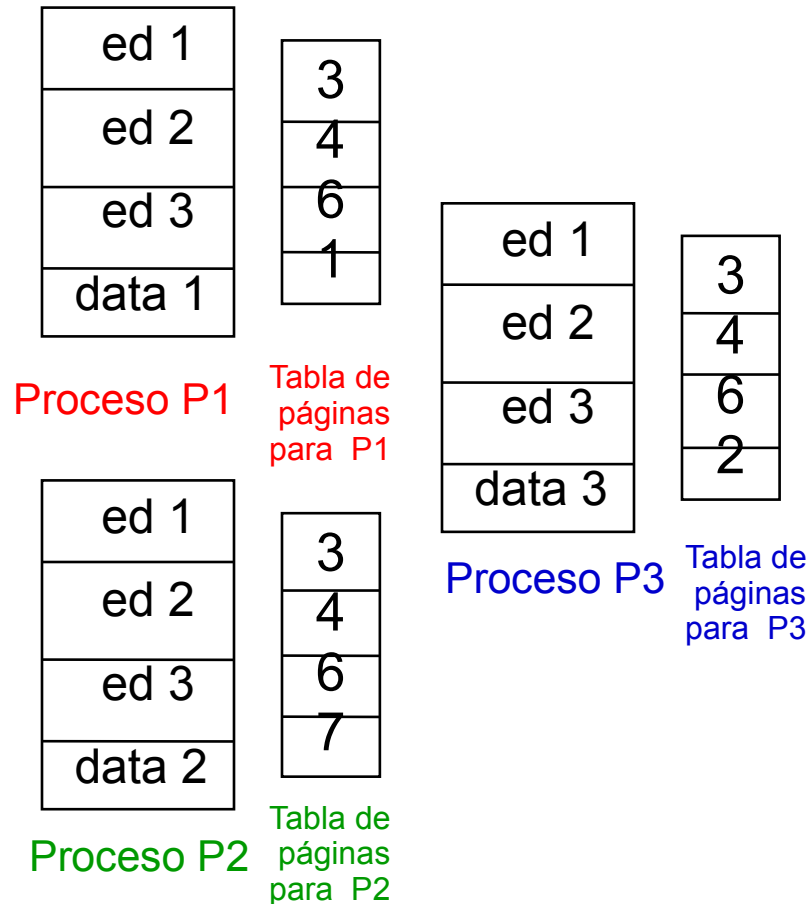 ed 1
ed 2
ed 3
data 1
3
4
6
1
Proceso P1
Tabla de
páginas
para P1
ed 1
ed 2
ed 3
data 2
3
4
6
7
Proceso P2
Tabla de
páginas
para P2
ed 1
ed 2
ed 3
data 3
3
4
6
2
Proceso P3
Tabla de
páginas
para P3